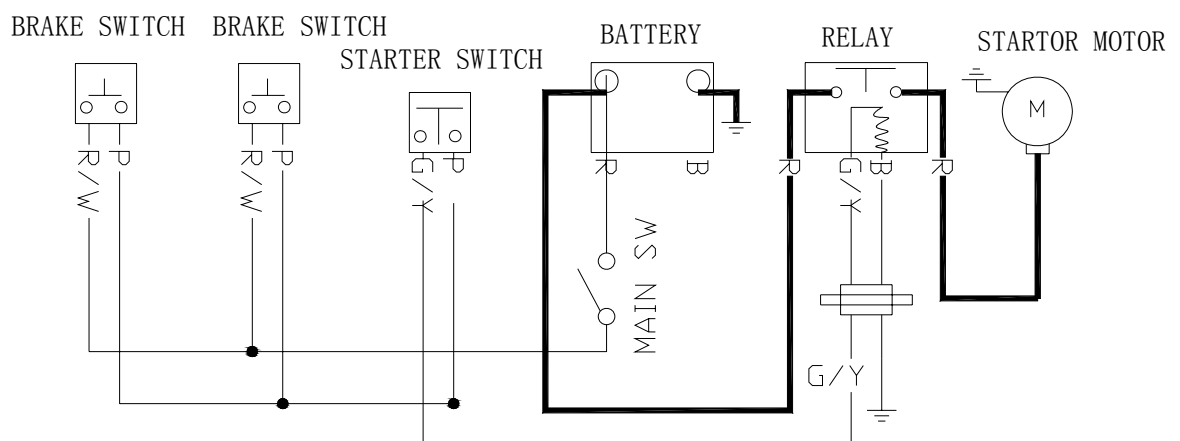 BRAKE SWITCH
BRAKE SWITCH
STARTER SWITCH
BATTERY
RELAY
STARTOR MOTOR
M
P
R/W
P
R/W
P
G/Y
R
B
R
G/Y
B
R
MAIN SW
G/Y